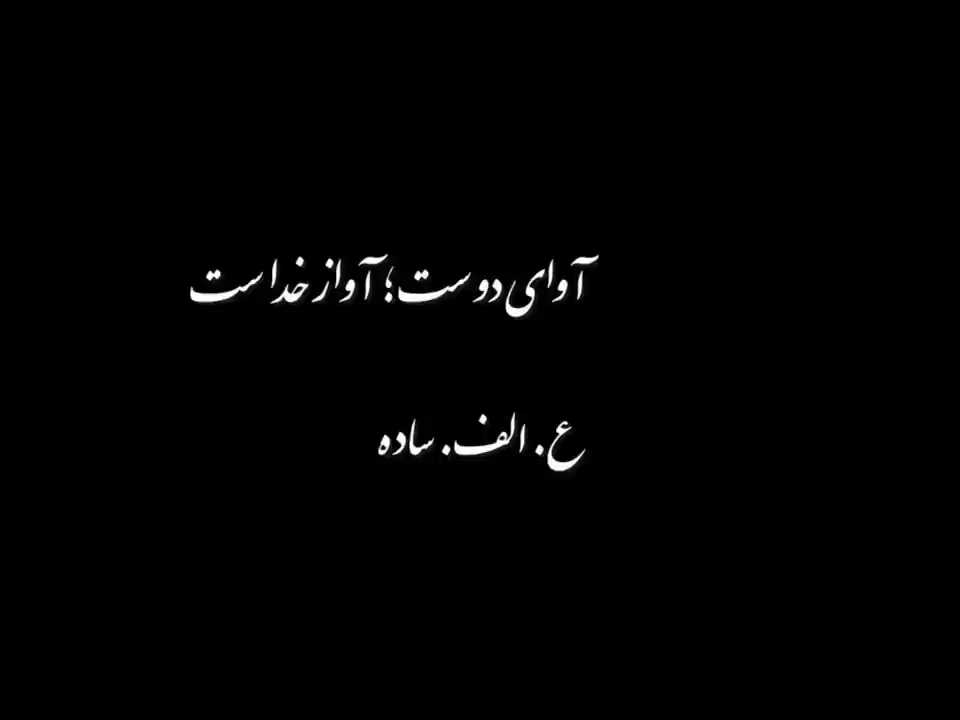 آوای دوست؛ آواز خداست
ع. الف. ساده